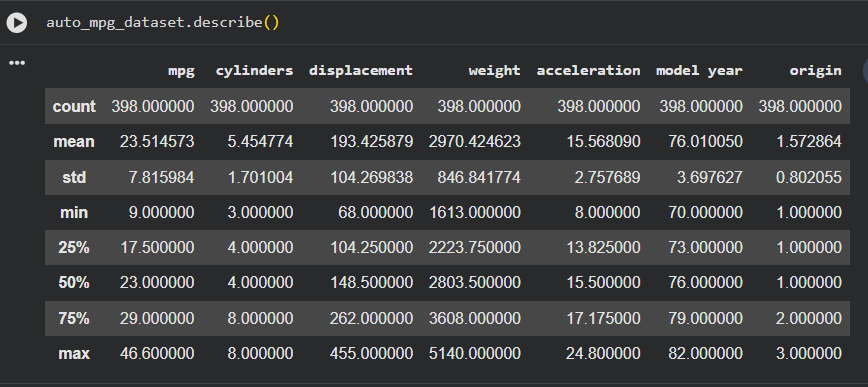 auto_mpg_dataset.describe()
mpg cylinders displacement weight acceleration model year origin
count 398.000000 398.000000 398.000000 398.000000 398.000000 398.000000 398.000000
mean 23.514573 5.454774 193.425879 2970.424623 15.568090 76.010050 1.572864
std 7.815984 1.701004 104.269838 846.841774 2.757689 3.697627 0.802055
min 9.000000 3.000000 68.000000 1613.000000 8.000000 70.000000 1.000000
25% 17.500000 4.000000 104.250000 2223.750000 13.825000 73.000000 1.000000
50% 23.000000 4.000000 148.500000 2803.500000 15.500000 76.000000 1.000000
75% 29.000000 8.000000 262.000000 3608.000000 17.175000 79.000000 2.000000
max 46.600000 8.000000 455.000000 5140.000000 24.800000 82.000000 3.000000